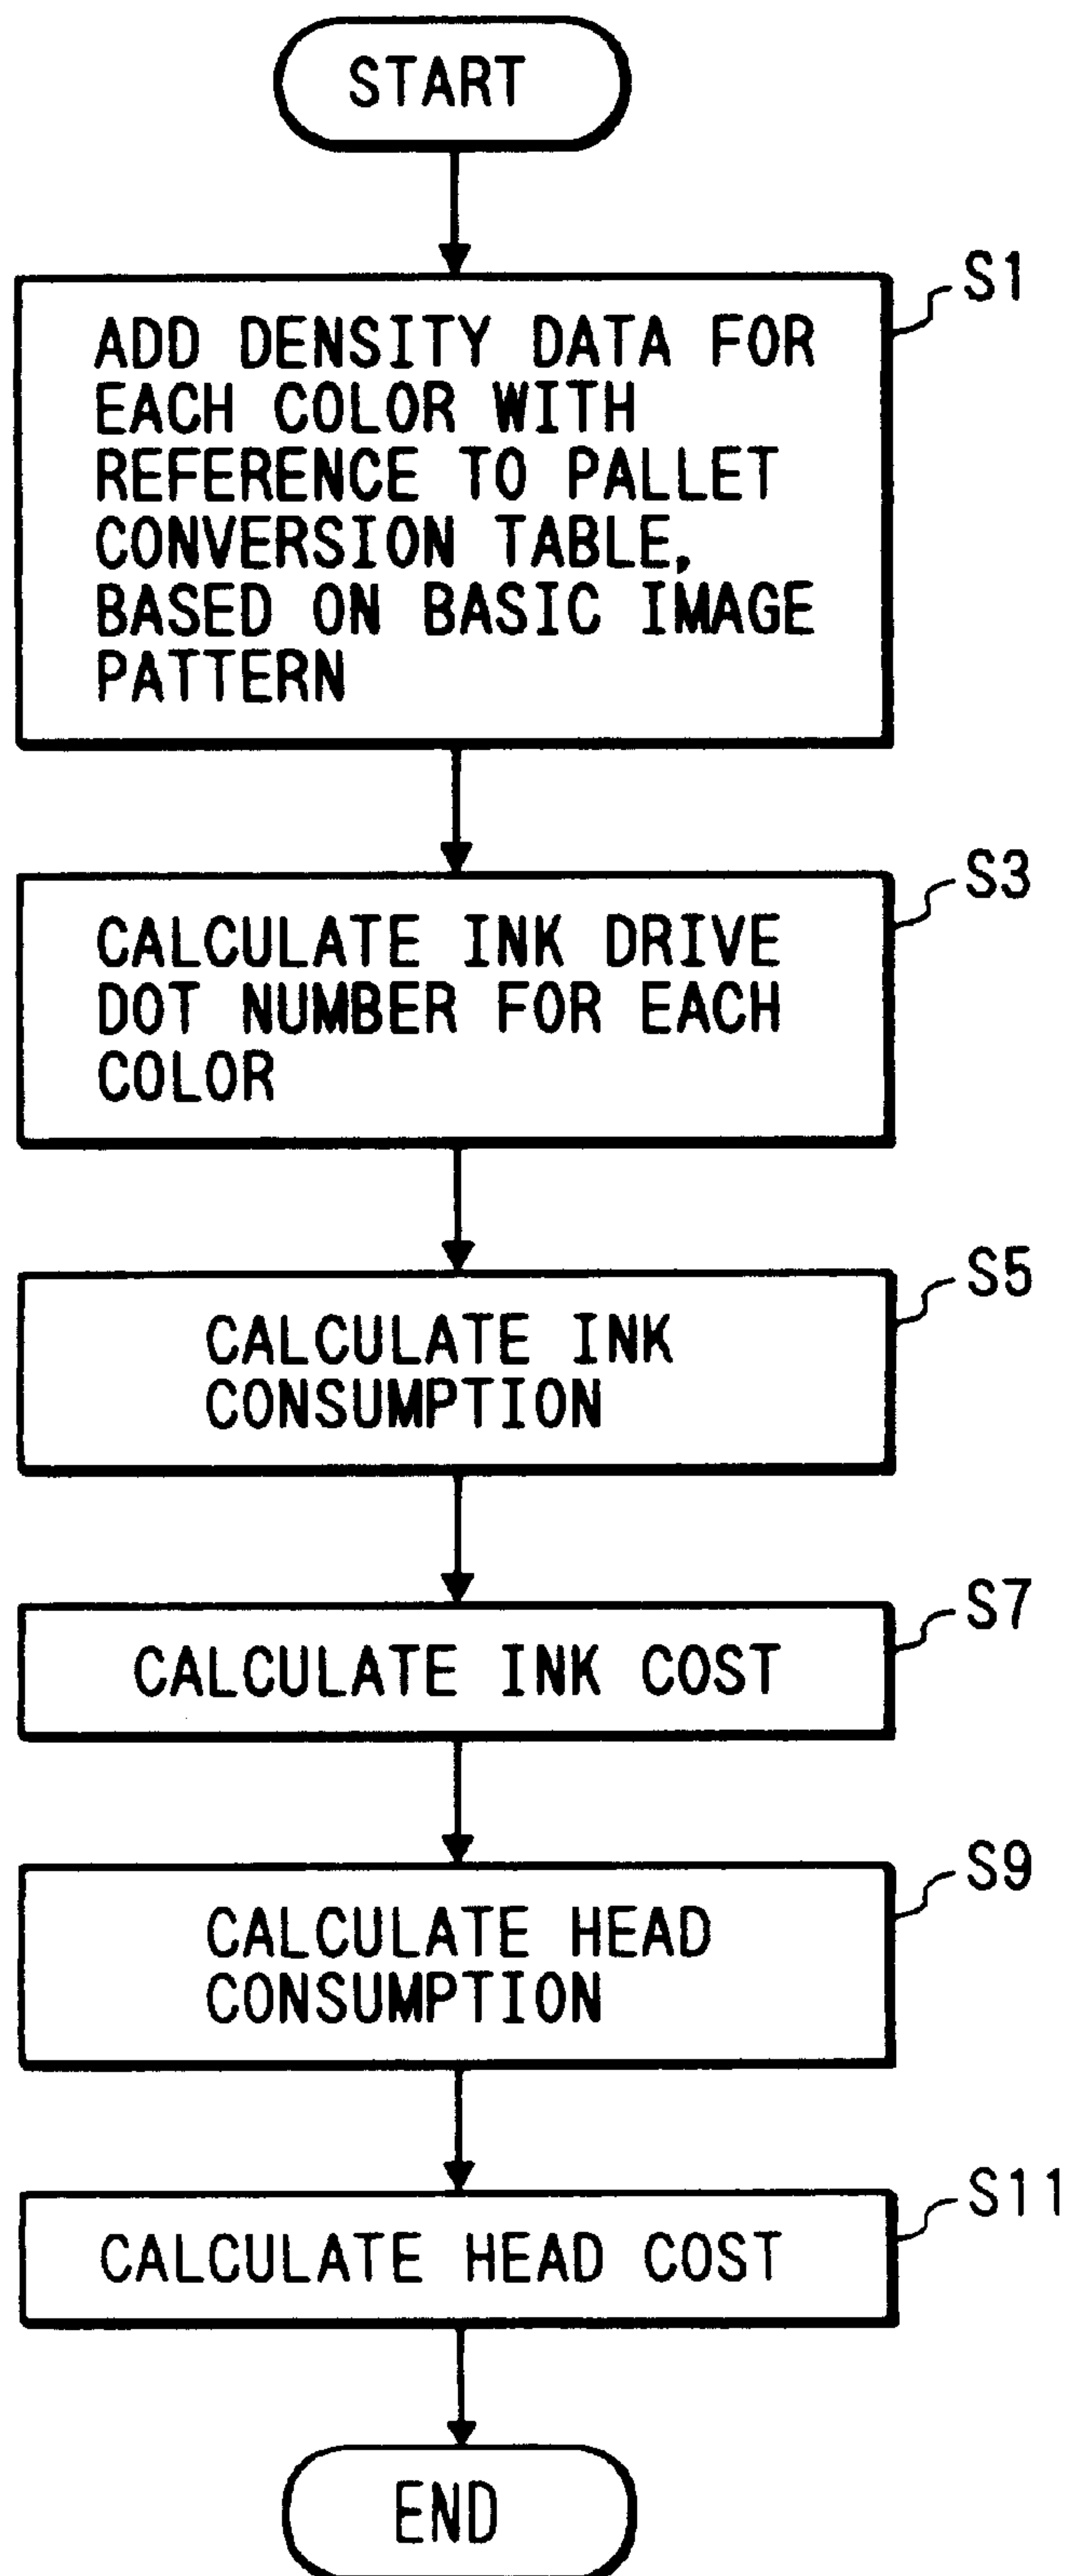 START
S1
ADD DENSITY DATA FOR
EACH COLOR WITH
REFERENCE TO PALLET
CONVERSION TABLE,
BASED ON BASIC IMAGE
PATTERN
S3
CALCULATE INK DRIVE
DOT NUMBER FOR EACH
COLOR
S5
CALCULATE INK
CONSUMPTION
S7
CALCULATE INK COST
S9
CALCULATE HEAD
CONSUMPTION
S11
CALCULATE HEAD COST
END